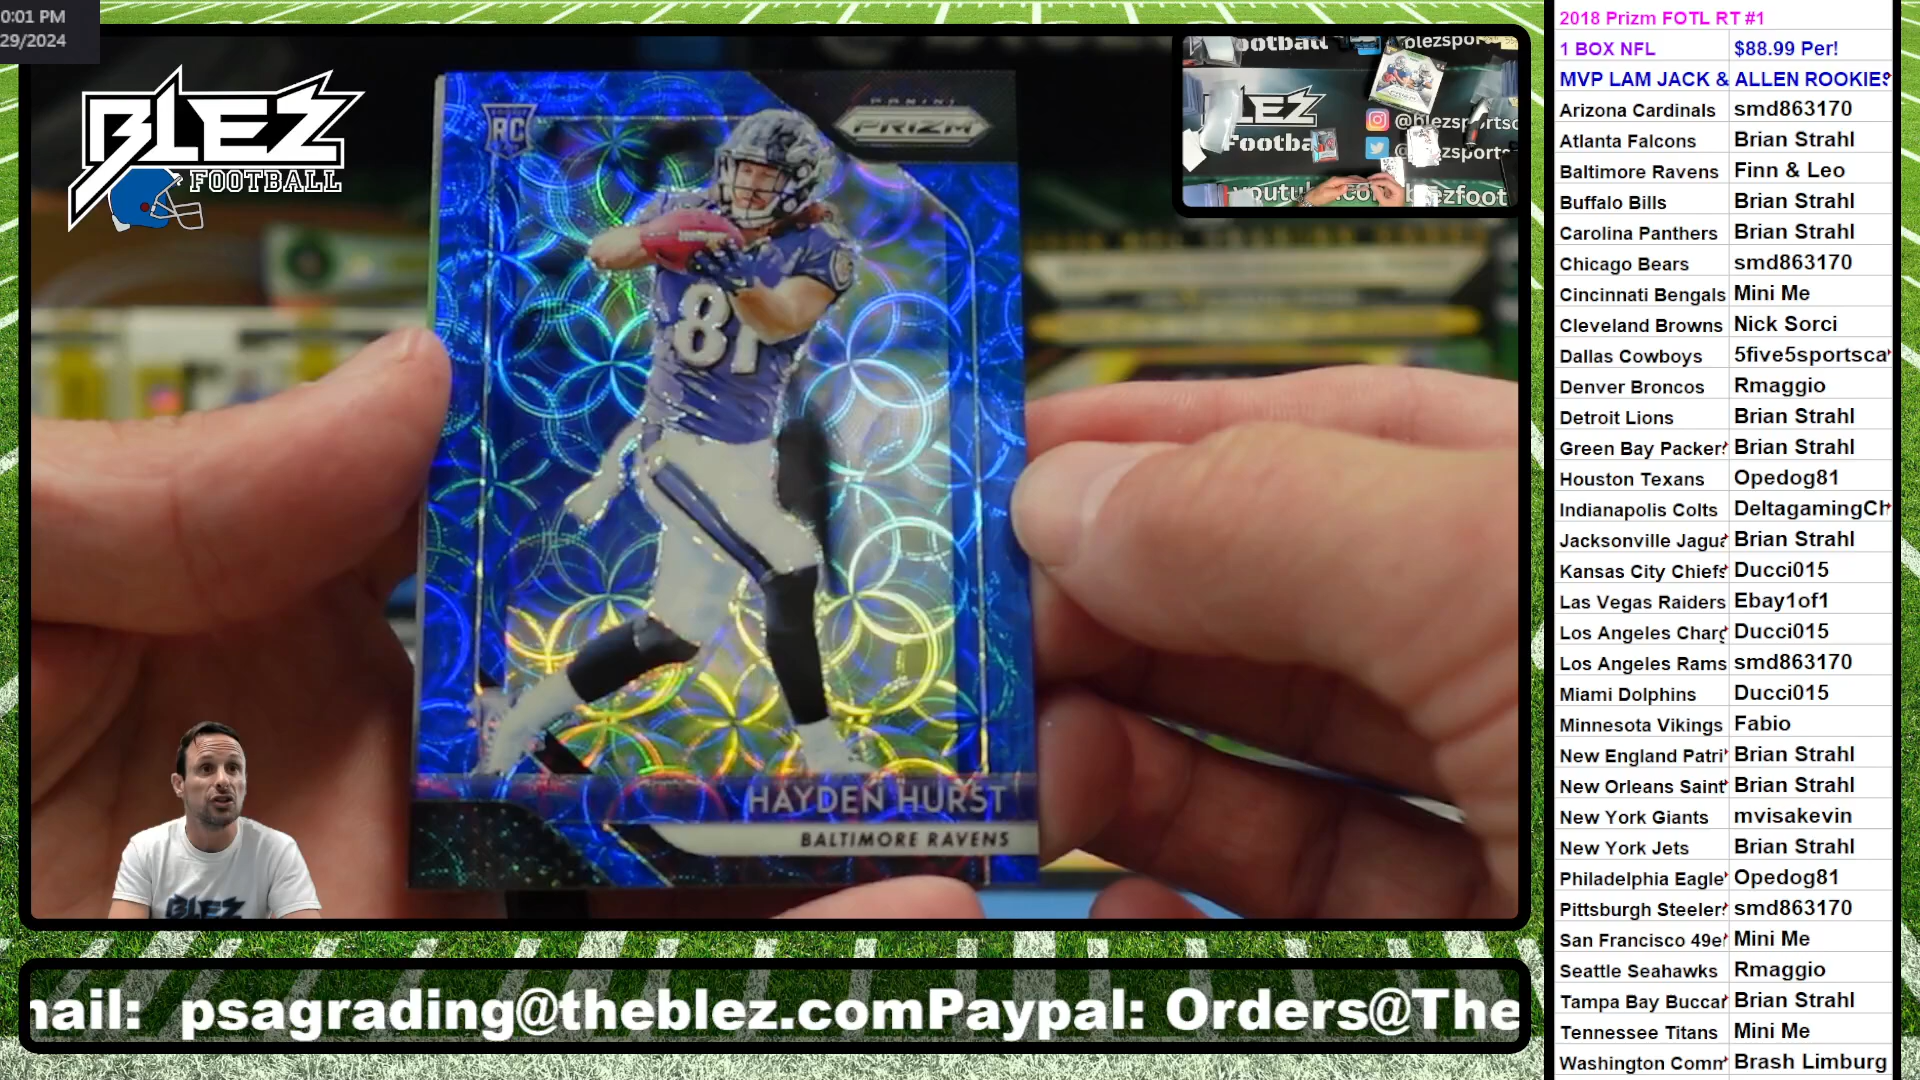 0:01 PM
29/2024
BLEZ
FOOTBALL
RC
PANINI
PRIZM
81
HAYDEN HURST
BALTIMORE RAVENS
BLEZ
Football
BLEZ
mail: psagrading@theblez.comPaypal: Orders@The
2018 Prizm FOTL RT #1
1 BOX NFL $88.99 Per!
MVP LAM JACK & ALLEN ROOKIES
Arizona Cardinals smd863170
Atlanta Falcons Brian Strahl
Baltimore Ravens Finn & Leo
Buffalo Bills Brian Strahl
Carolina Panthers Brian Strahl
Chicago Bears smd863170
Cincinnati Bengals Mini Me
Cleveland Browns Nick Sorci
Dallas Cowboys 5five5sportsca
Denver Broncos Rmaggio
Detroit Lions Brian Strahl
Green Bay Packers Brian Strahl
Houston Texans Opedog81
Indianapolis Colts DeltagamingCh
Jacksonville Jagua Brian Strahl
Kansas City Chiefs Ducci015
Las Vegas Raiders Ebay1of1
Los Angeles Charg Ducci015
Los Angeles Rams smd863170
Miami Dolphins Ducci015
Minnesota Vikings Fabio
New England Patri Brian Strahl
New Orleans Saint Brian Strahl
New York Giants mvisakevin
New York Jets Brian Strahl
Philadelphia Eagle Opedog81
Pittsburgh Steelers smd863170
San Francisco 49e Mini Me
Seattle Seahawks Rmaggio
Tampa Bay Buccar Brian Strahl
Tennessee Titans Mini Me
Washington Comm Brash Limburg